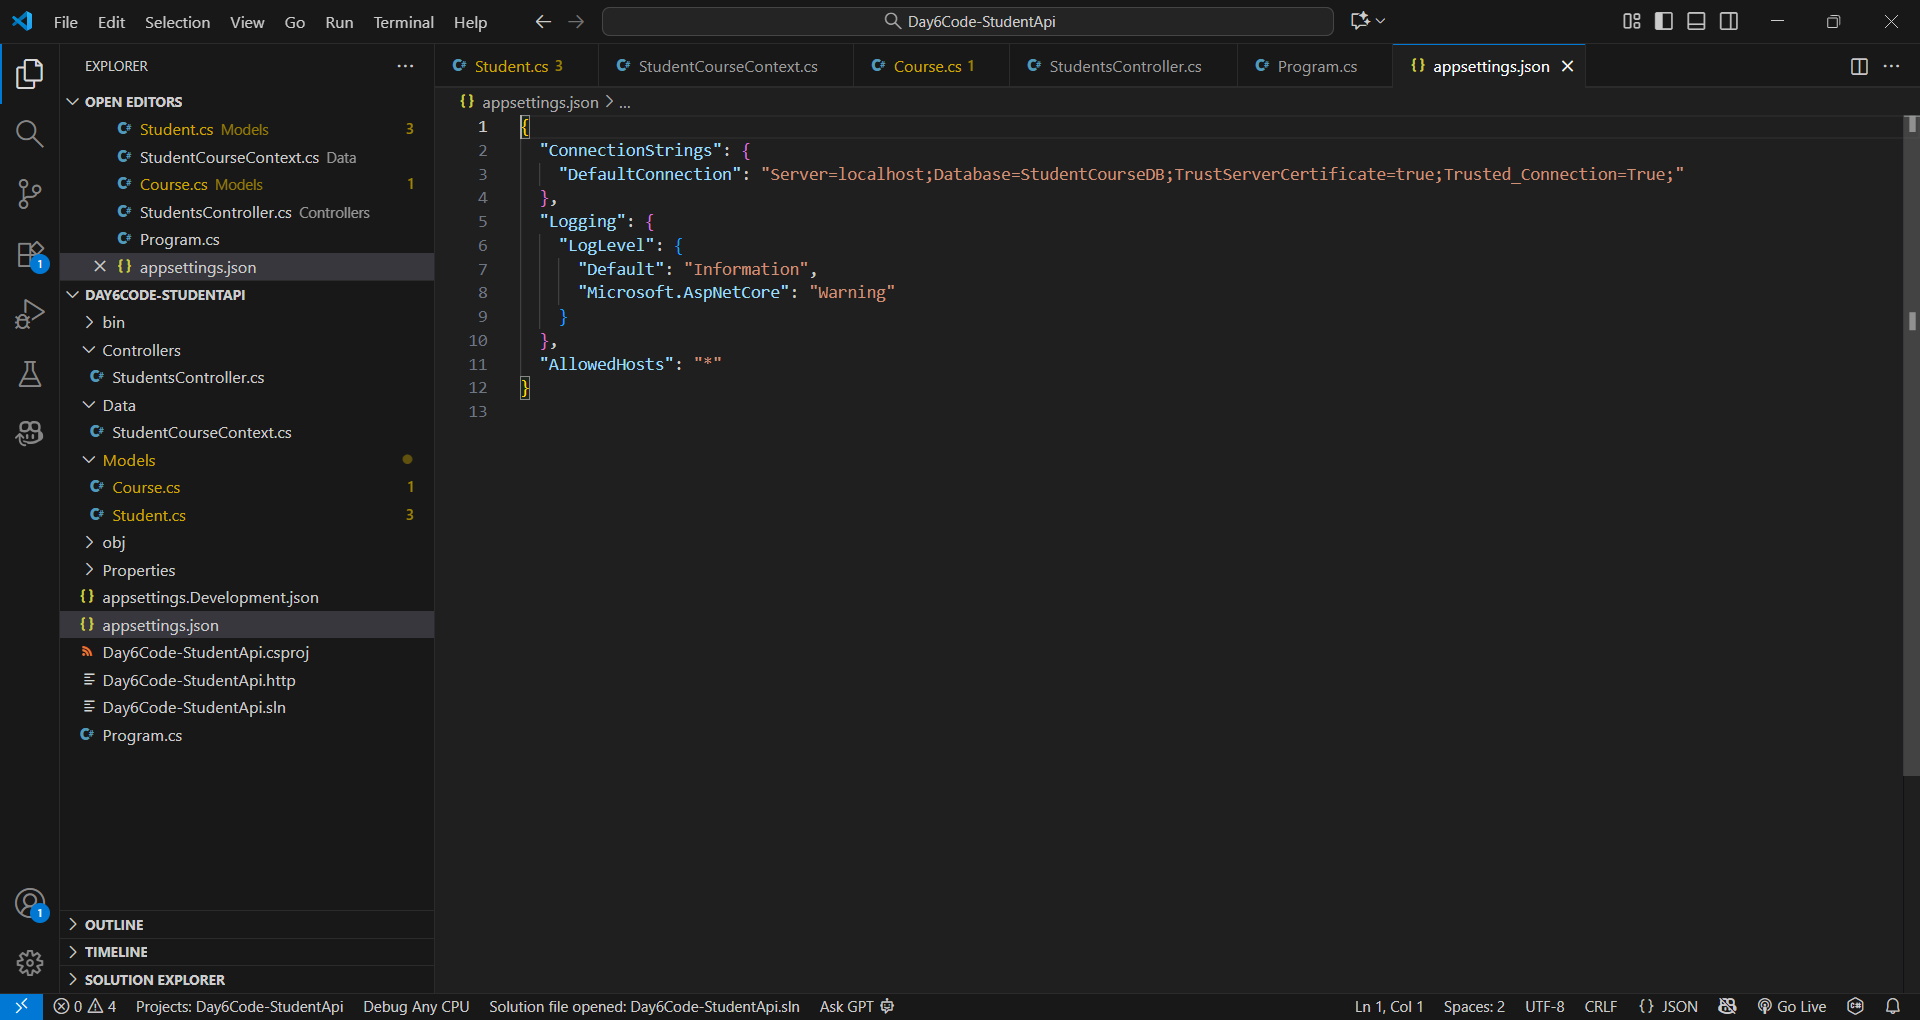 File Edit Selection View Go Run Terminal Help
Day6Code-StudentApi
EXPLORER
OPEN EDITORS
Student.cs Models 3
StudentCourseContext.cs Data
Course.cs Models 1
StudentsController.cs Controllers
Program.cs
appsettings.json
DAY6CODE-STUDENTAPI
bin
Controllers
StudentsController.cs
Data
StudentCourseContext.cs
Models
Course.cs 1
Student.cs 3
obj
Properties
appsettings.Development.json
appsettings.json
Day6Code-StudentApi.csproj
Day6Code-StudentApi.http
Day6Code-StudentApi.sln
Program.cs
OUTLINE
TIMELINE
SOLUTION EXPLORER
1
1
Student.cs 3 StudentCourseContext.cs Course.cs 1 StudentsController.cs Program.cs appsettings.json
appsettings.json > ...
1 {
2 "ConnectionStrings": {
3 "DefaultConnection": "Server=localhost;Database=StudentCourseDB;TrustServerCertificate=true;Trusted_Connection=True;"
4 },
5 "Logging": {
6 "LogLevel": {
7 "Default": "Information",
8 "Microsoft.AspNetCore": "Warning"
9 }
10 },
11 "AllowedHosts": "*"
12 }
13
0 4 Projects: Day6Code-StudentApi Debug Any CPU Solution file opened: Day6Code-StudentApi.sln Ask GPT Ln 1, Col 1 Spaces: 2 UTF-8 CRLF {} JSON Go Live